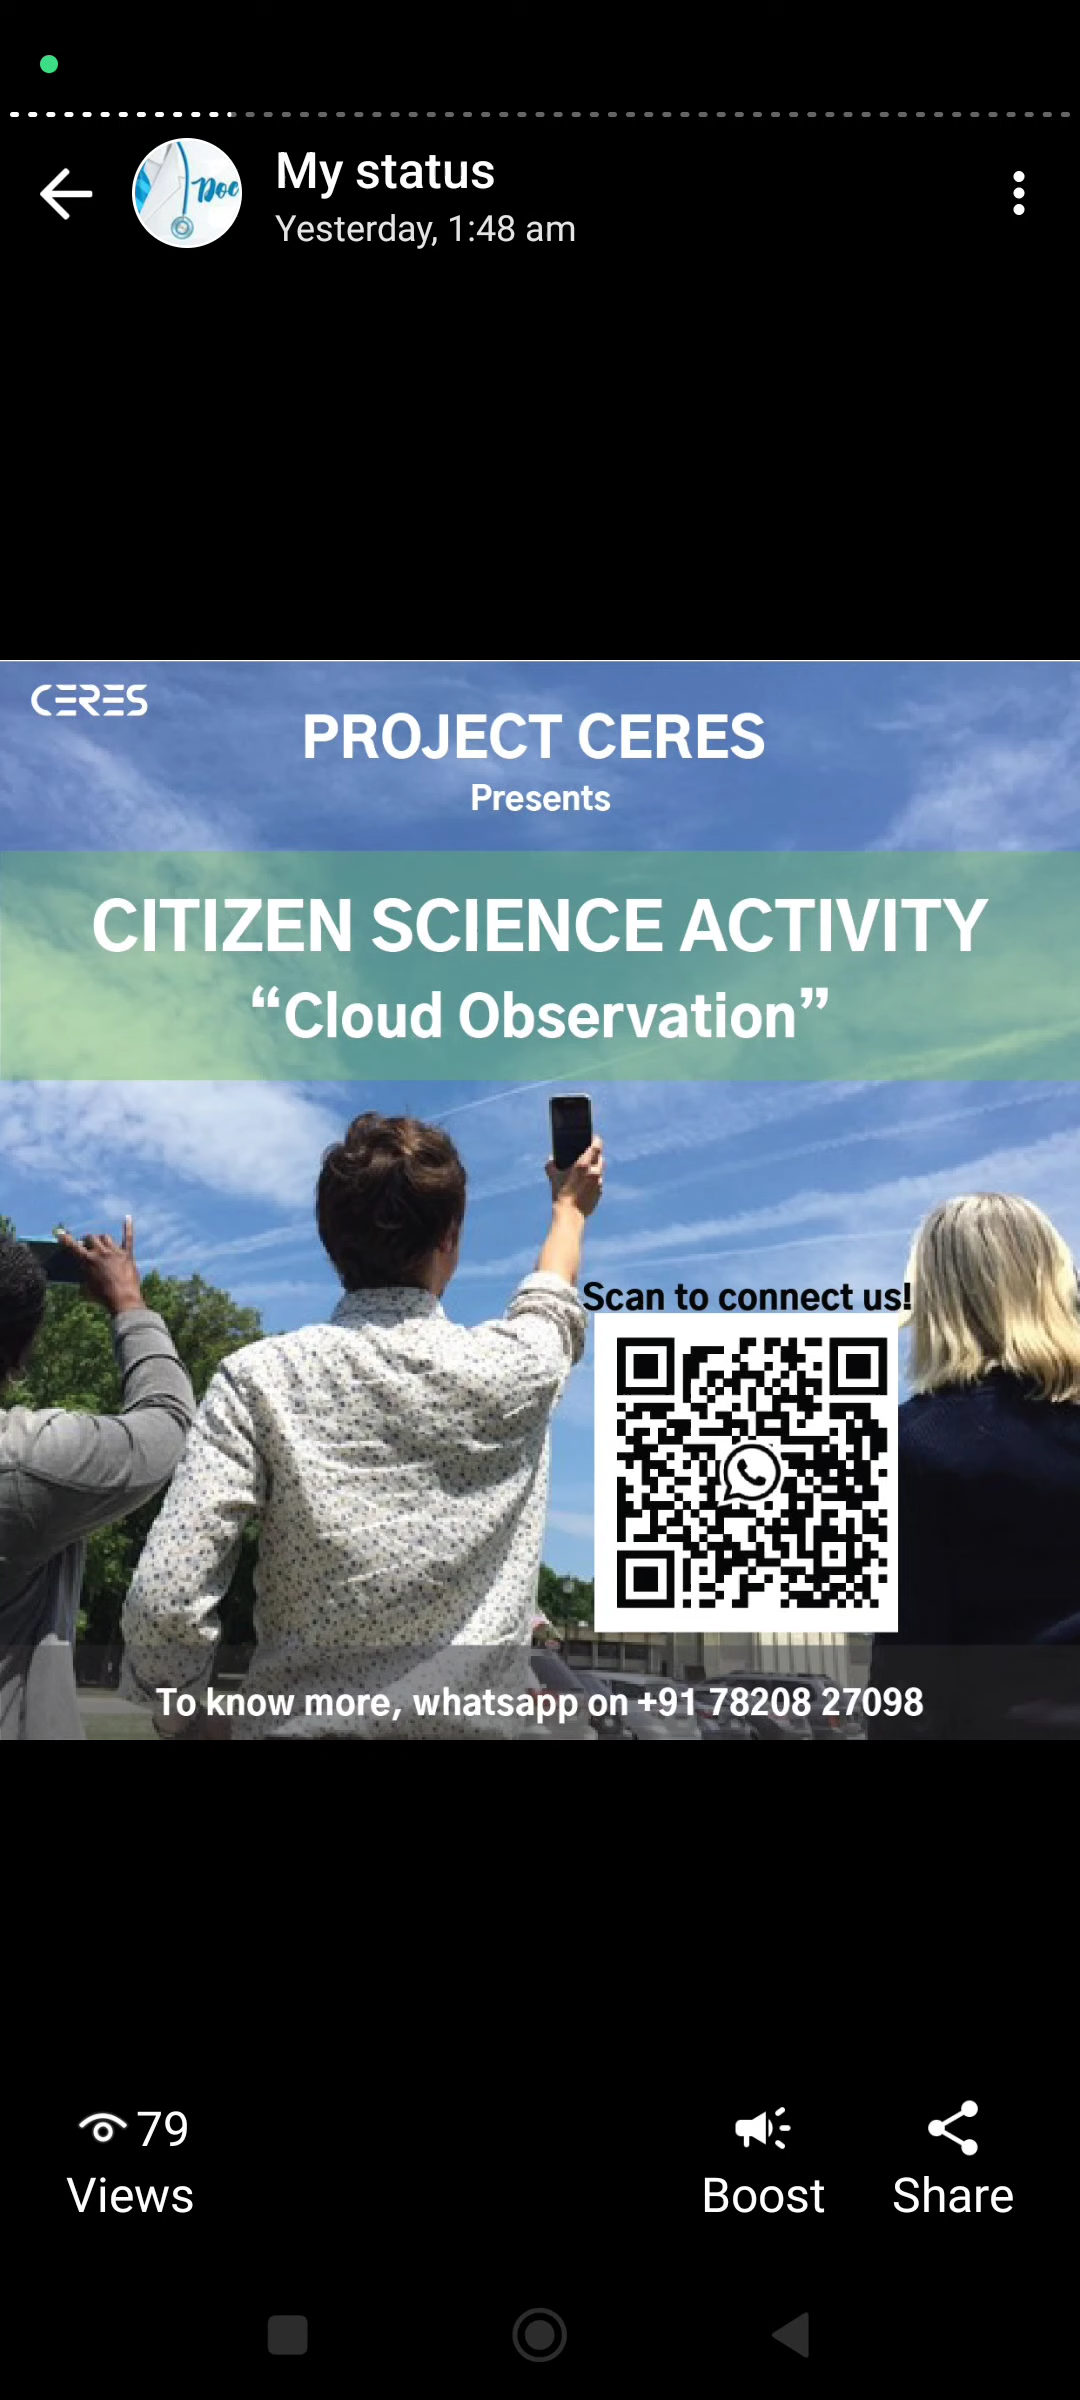 My status
Yesterday, 1:48 am
Doc
CERES
PROJECT CERES
Presents
CITIZEN SCIENCE ACTIVITY
“Cloud Observation”
Scan to connect us!
To know more, whatsapp on +91 78208 27098
79
Views
Boost
Share